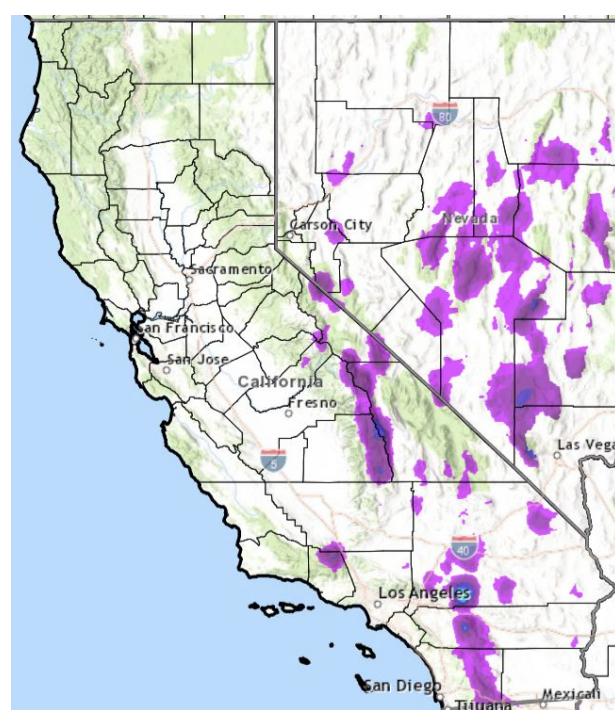 80
Nevada
Carson City
Sacramento
San Francisco
San Jose
California
Fresno
5
Las Vega
40
Los Angeles
San Diego
Mexicali
Tijuana